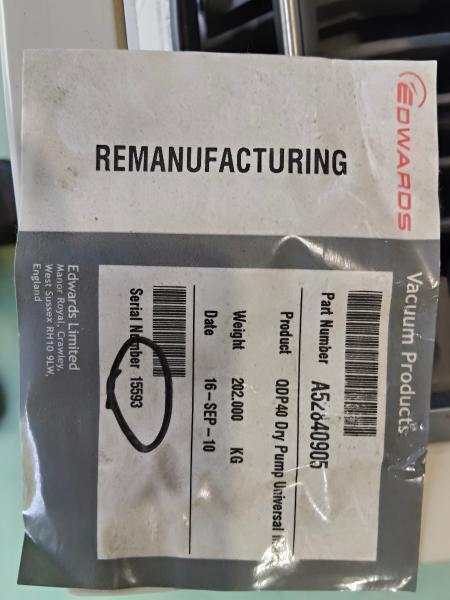 REMANUFACTURING
EDWARDS
Vacuum Products
Part Number A52840905
Product QDP40 Dry Pump Universal
Weight 202.000 KG
Date 16-SEP-10
Serial Number 15593
Edwards Limited
Manor Royal, Crawley,
West Sussex RH10 9LW,
England